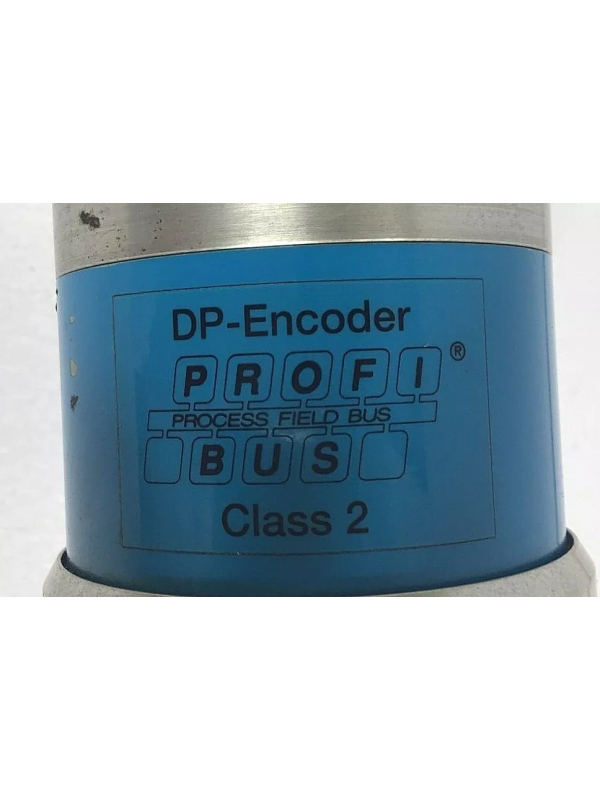 DP-Encoder
PROFI ®
PROCESS FIELD BUS
BUS
Class 2